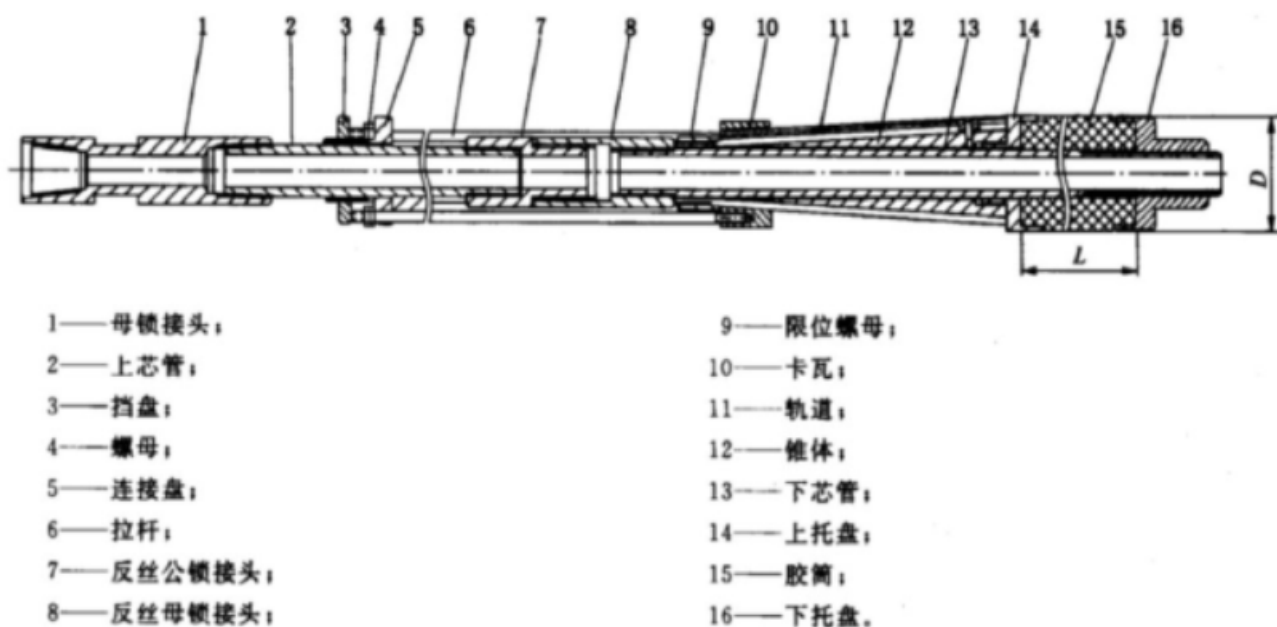 1 2 3 4 5 6 7 8 9 10 11 12 13 14 15 16
D
L
1——母锁接头；
2——上芯管；
3——挡盘；
4——螺母；
5——连接盘；
6——拉杆；
7——反丝公锁接头；
8——反丝母锁接头；
9——限位螺母；
10——卡瓦；
11——轨道；
12——锥体；
13——下芯管；
14——上托盘；
15——胶筒；
16——下托盘。